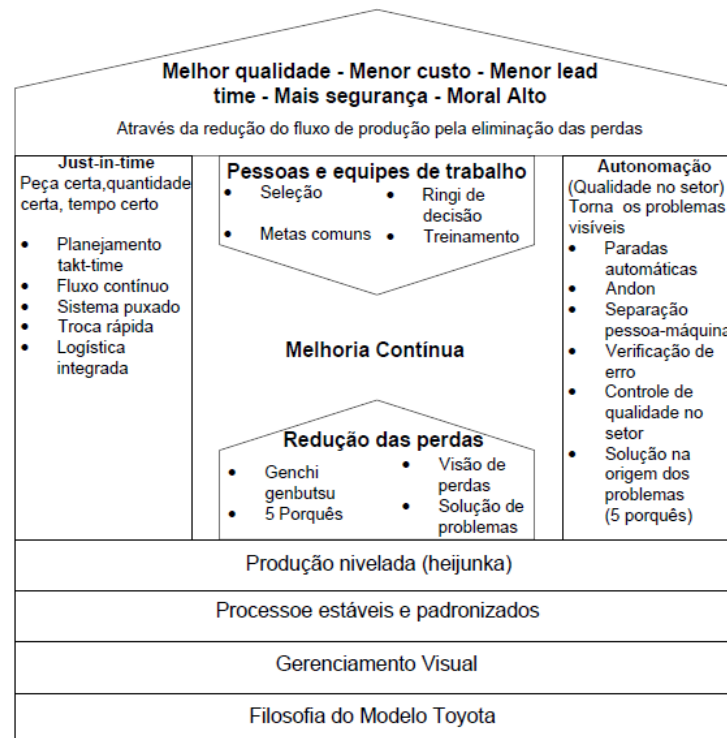 Melhor qualidade - Menor custo - Menor lead
time - Mais segurança - Moral Alto
Através da redução do fluxo de produção pela eliminação das perdas
Just-in-time
Peça certa,quantidade
certa, tempo certo
• Planejamento
takt-time
• Fluxo contínuo
• Sistema puxado
• Troca rápida
• Logística
integrada
Pessoas e equipes de trabalho
• Seleção
• Metas comuns
• Ringi de
decisão
• Treinamento
Melhoria Contínua
Redução das perdas
• Genchi
genbutsu
• 5 Porquês
• Visão de
perdas
• Solução de
problemas
Autonomação
(Qualidade no setor)
Torna os problemas
visíveis
• Paradas
automáticas
• Andon
• Separação
pessoa-máquina
• Verificação de
erro
• Controle de
qualidade no
setor
• Solução na
origem dos
problemas
(5 porquês)
Produção nivelada (heijunka)
Processoe estáveis e padronizados
Gerenciamento Visual
Filosofia do Modelo Toyota